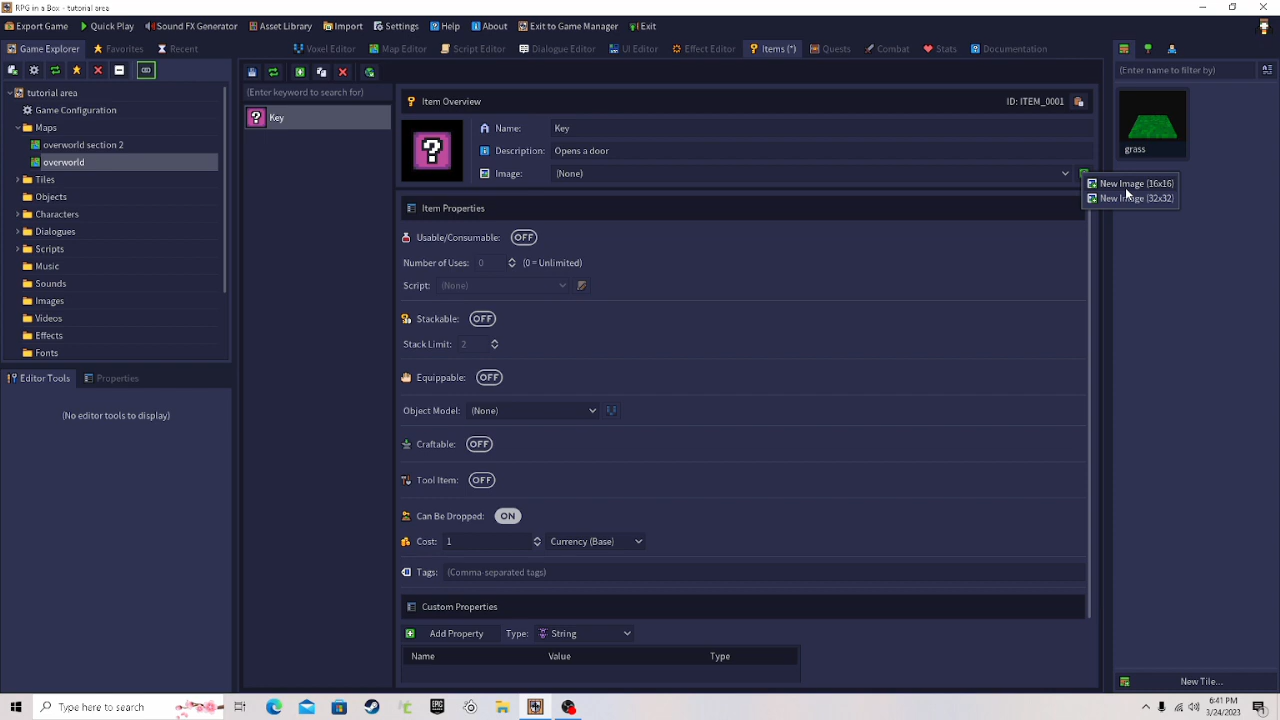 RPG in a Box - tutorial area
Export Game Quick Play Sound FX Generator Asset Library Import Settings Help About Exit to Game Manager Exit
Game Explorer Favorites Recent Voxel Editor Map Editor Script Editor Dialogue Editor UI Editor Effect Editor Items (*) Quests Combat Stats Documentation
(Enter name to filter by)
(Enter keyword to search for)
tutorial area
Game Configuration
Maps
overworld section 2
overworld
Tiles
Objects
Characters
Dialogues
Scripts
Music
Sounds
Images
Videos
Effects
Fonts
Editor Tools Properties
(No editor tools to display)
Key
Item Overview ID: ITEM_0001
Name: Key
Description: Opens a door
Image: (None)
New Image (16x16)
New Image (32x32)
Item Properties
Usable/Consumable: OFF
Number of Uses: 0 (0 = Unlimited)
Script: (None)
Stackable: OFF
Stack Limit: 2
Equippable: OFF
Object Model: (None)
Craftable: OFF
Tool Item: OFF
Can Be Dropped: ON
Cost: 1 Currency (Base)
Tags: (Comma-separated tags)
Custom Properties
Add Property Type: String
Name Value Type
grass
New Tile...
Type here to search
EPIC
GAMES
6:41 PM
3/24/2023